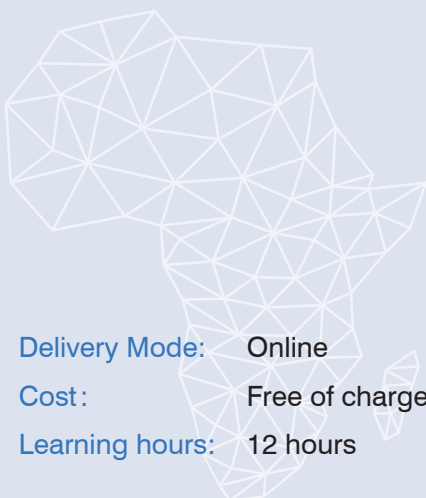 Delivery Mode: Online
Cost: Free of charge
Learning hours: 12 hours